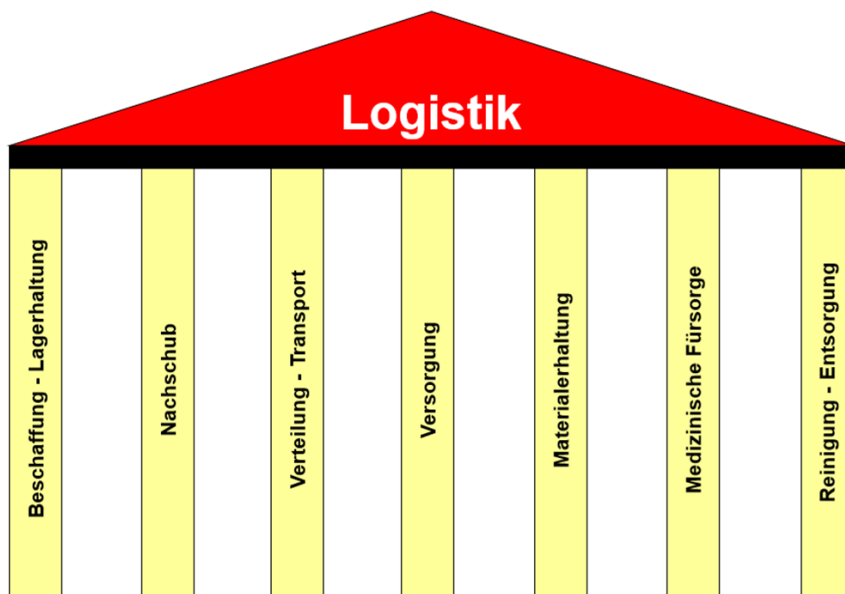 Logistik
Beschaffung - Lagerhaltung
Nachschub
Verteilung - Transport
Versorgung
Materialerhaltung
Medizinische Fürsorge
Reinigung - Entsorgung